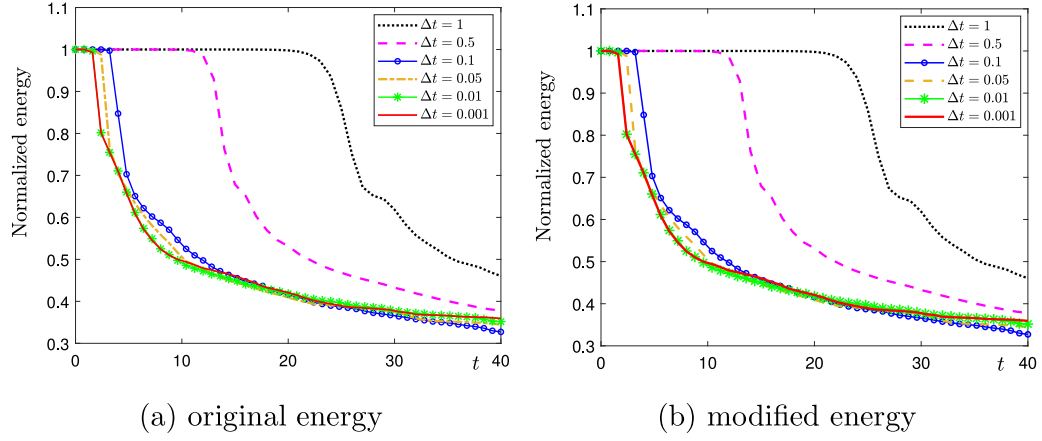 1.1
1
0.9
0.8
0.7
0.6
0.5
0.4
0.3
Normalized energy
0
10
20
30
40
t
Δt = 1
Δt = 0.5
Δt = 0.1
Δt = 0.05
Δt = 0.01
Δt = 0.001
(a) original energy
1.1
1
0.9
0.8
0.7
0.6
0.5
0.4
0.3
Normalized energy
0
10
20
30
40
t
Δt = 1
Δt = 0.5
Δt = 0.1
Δt = 0.05
Δt = 0.01
Δt = 0.001
(b) modified energy